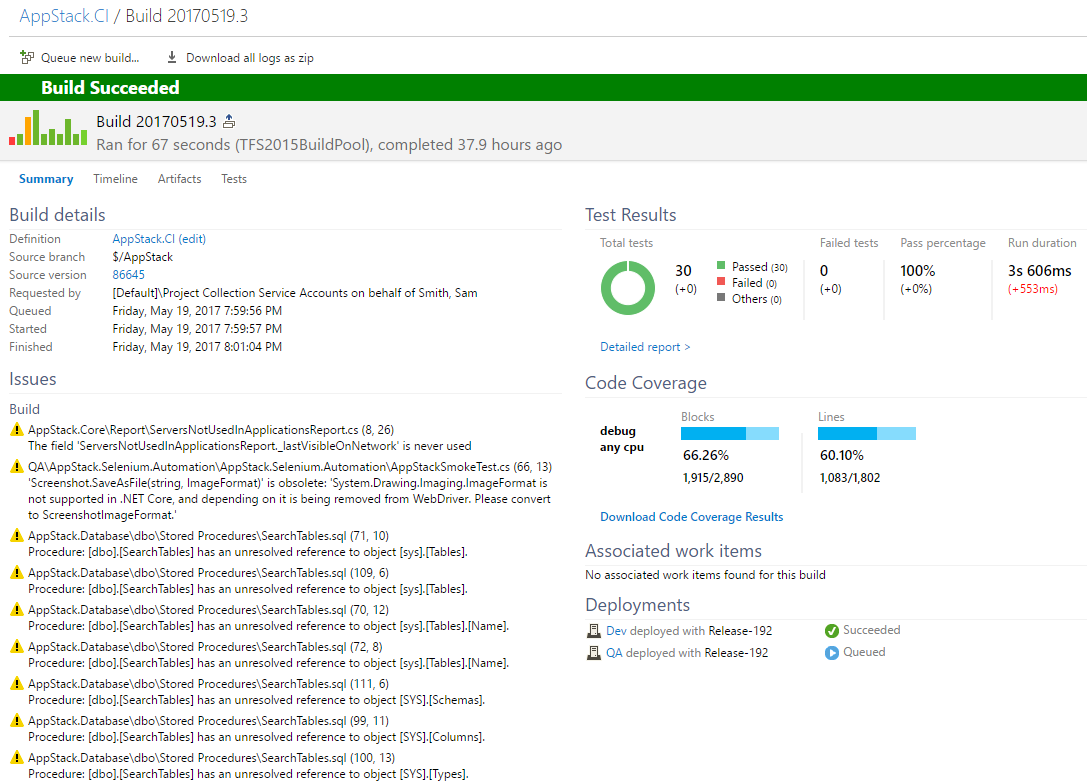 AppStack.CI / Build 20170519.3
Queue new build... Download all logs as zip
Build Succeeded
Build 20170519.3
Ran for 67 seconds (TFS2015BuildPool), completed 37.9 hours ago
Summary Timeline Artifacts Tests
Build details
Definition AppStack.CI (edit)
Source branch $/AppStack
Source version 86645
Requested by [Default]\Project Collection Service Accounts on behalf of Smith, Sam
Queued Friday, May 19, 2017 7:59:56 PM
Started Friday, May 19, 2017 7:59:57 PM
Finished Friday, May 19, 2017 8:01:04 PM
Issues
Build
AppStack.Core\Report\ServersNotUsedInApplicationsReport.cs (8, 26)
The field 'ServersNotUsedInApplicationsReport._lastVisibleOnNetwork' is never used
QA\AppStack.Selenium.Automation\AppStack.Selenium.Automation\AppStackSmokeTest.cs (66, 13)
'Screenshot.SaveAsFile(string, ImageFormat)' is obsolete: 'System.Drawing.Imaging.ImageFormat is
not supported in .NET Core, and depending on it is being removed from WebDriver. Please convert
to ScreenshotImageFormat.'
AppStack.Database\dbo\Stored Procedures\SearchTables.sql (71, 10)
Procedure: [dbo].[SearchTables] has an unresolved reference to object [sys].[Tables].
AppStack.Database\dbo\Stored Procedures\SearchTables.sql (109, 6)
Procedure: [dbo].[SearchTables] has an unresolved reference to object [sys].[Tables].
AppStack.Database\dbo\Stored Procedures\SearchTables.sql (70, 12)
Procedure: [dbo].[SearchTables] has an unresolved reference to object [sys].[Tables].[Name].
AppStack.Database\dbo\Stored Procedures\SearchTables.sql (72, 8)
Procedure: [dbo].[SearchTables] has an unresolved reference to object [sys].[Tables].[Name].
AppStack.Database\dbo\Stored Procedures\SearchTables.sql (111, 6)
Procedure: [dbo].[SearchTables] has an unresolved reference to object [SYS].[Schemas].
AppStack.Database\dbo\Stored Procedures\SearchTables.sql (99, 11)
Procedure: [dbo].[SearchTables] has an unresolved reference to object [SYS].[Columns].
AppStack.Database\dbo\Stored Procedures\SearchTables.sql (100, 13)
Procedure: [dbo].[SearchTables] has an unresolved reference to object [SYS].[Types].
Test Results
Total tests Failed tests Pass percentage Run duration
30 Passed (30) 0 100% 3s 606ms
(+0) Failed (0) (+0) (+0%) (+553ms)
Others (0)
Detailed report >
Code Coverage
Blocks Lines
debug
any cpu
66.26% 60.10%
1,915/2,890 1,083/1,802
Download Code Coverage Results
Associated work items
No associated work items found for this build
Deployments
Dev deployed with Release-192 Succeeded
QA deployed with Release-192 Queued